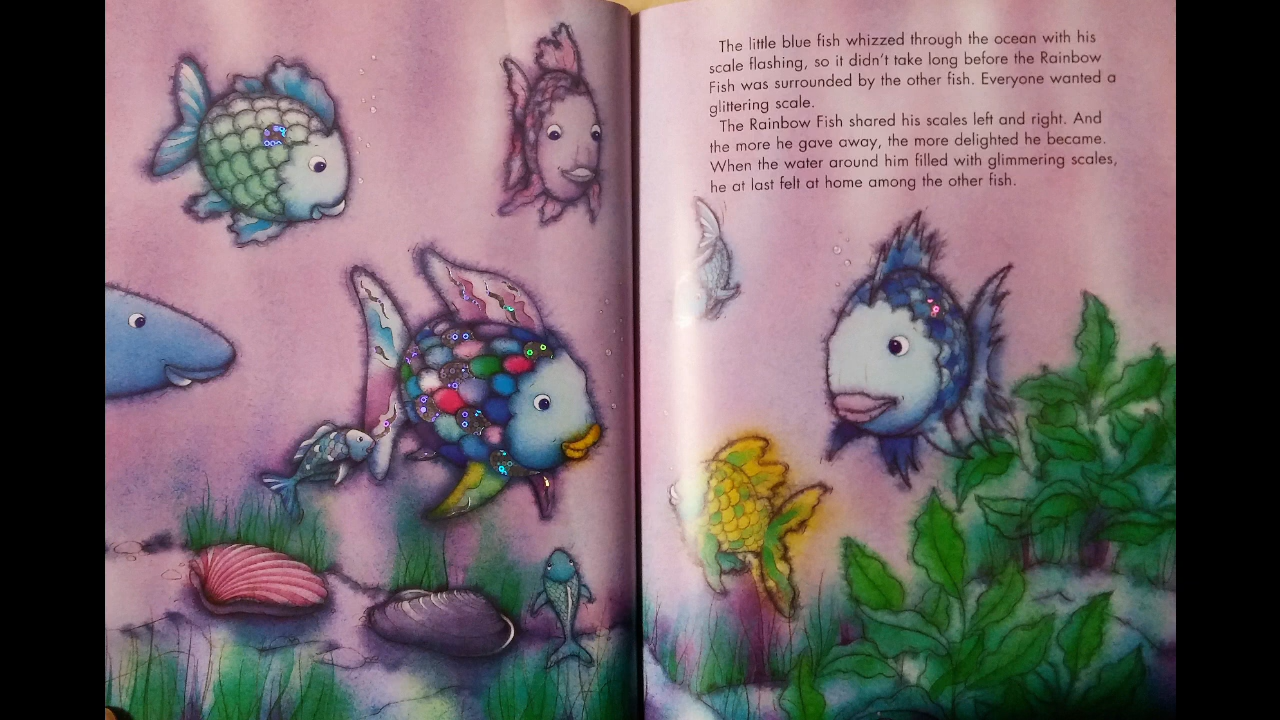 The little blue fish whizzed through the ocean with his
scale flashing, so it didn't take long before the Rainbow
Fish was surrounded by the other fish. Everyone wanted a
glittering scale.
The Rainbow Fish shared his scales left and right. And
the more he gave away, the more delighted he became.
When the water around him filled with glimmering scales,
he at last felt at home among the other fish.